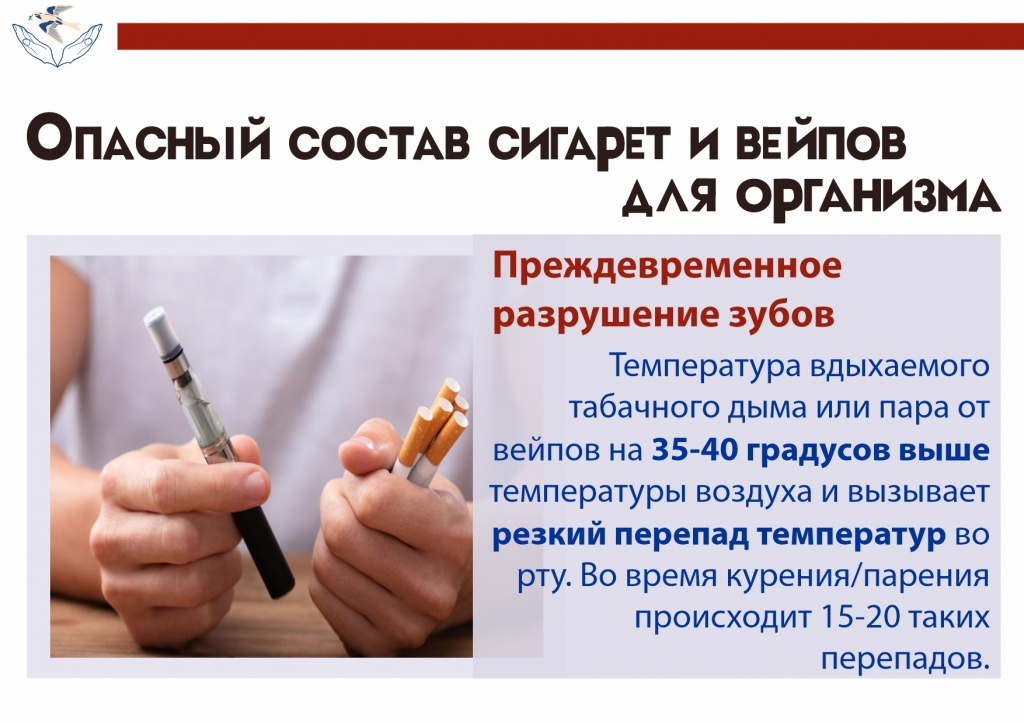 Опасный состав сигарет и вейпов
для организма
Преждевременное
разрушение зубов
Температура вдыхаемого
табачного дыма или пара от
вейпов на 35-40 градусов выше
температуры воздуха и вызывает
резкий перепад температур во
рту. Во время курения/парения
происходит 15-20 таких
перепадов.